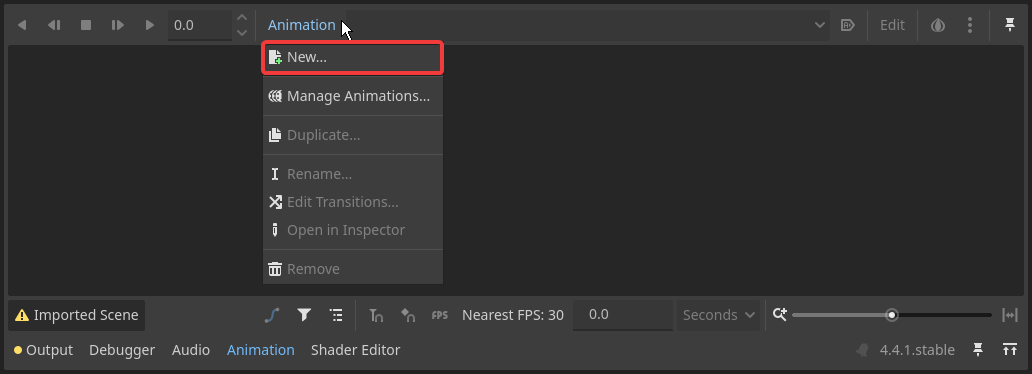 0.0 Animation Edit
New...
Manage Animations...
Duplicate...
Rename...
Edit Transitions...
Open in Inspector
Remove
Imported Scene FPS Nearest FPS: 30 0.0 Seconds
Output Debugger Audio Animation Shader Editor 4.4.1.stable